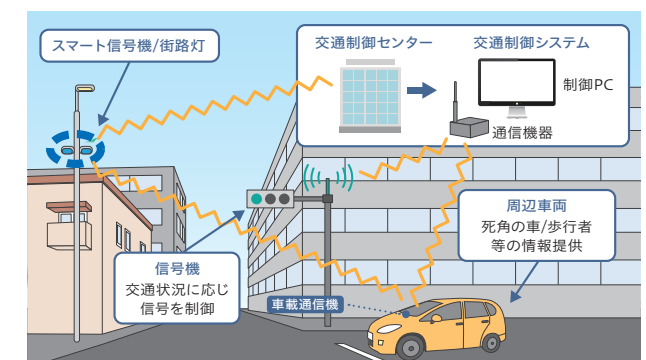 スマート信号機/街路灯
交通制御センター
交通制御システム
制御PC
通信機器
周辺車両
死角の車/歩行者
等の情報提供
信号機
交通状況に応じ
信号を制御
車載通信機